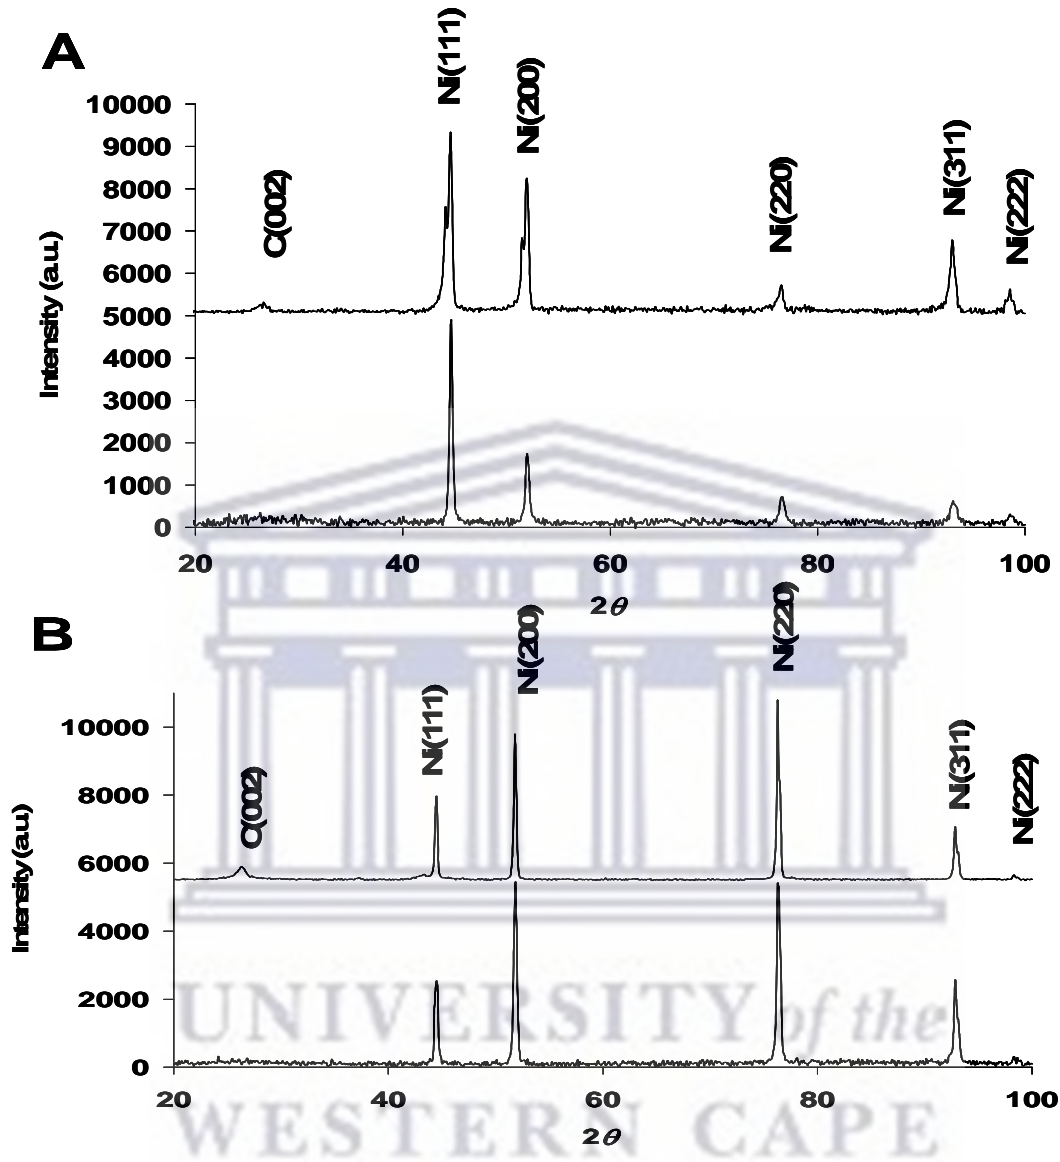 A
Ni(111)
Ni(200)
C(002)
Ni(220)
Ni(311)
Ni(222)
Intensity (a.u.)
10000
9000
8000
7000
6000
5000
4000
3000
2000
1000
0
20 40 60 80 100
2θ
B
C(002)
Ni(111)
Ni(200)
Ni(220)
Ni(311)
Ni(222)
Intensity (a.u.)
10000
8000
6000
4000
2000
0
20 40 60 80 100
2θ
UNIVERSITY of the
WESTERN CAPE